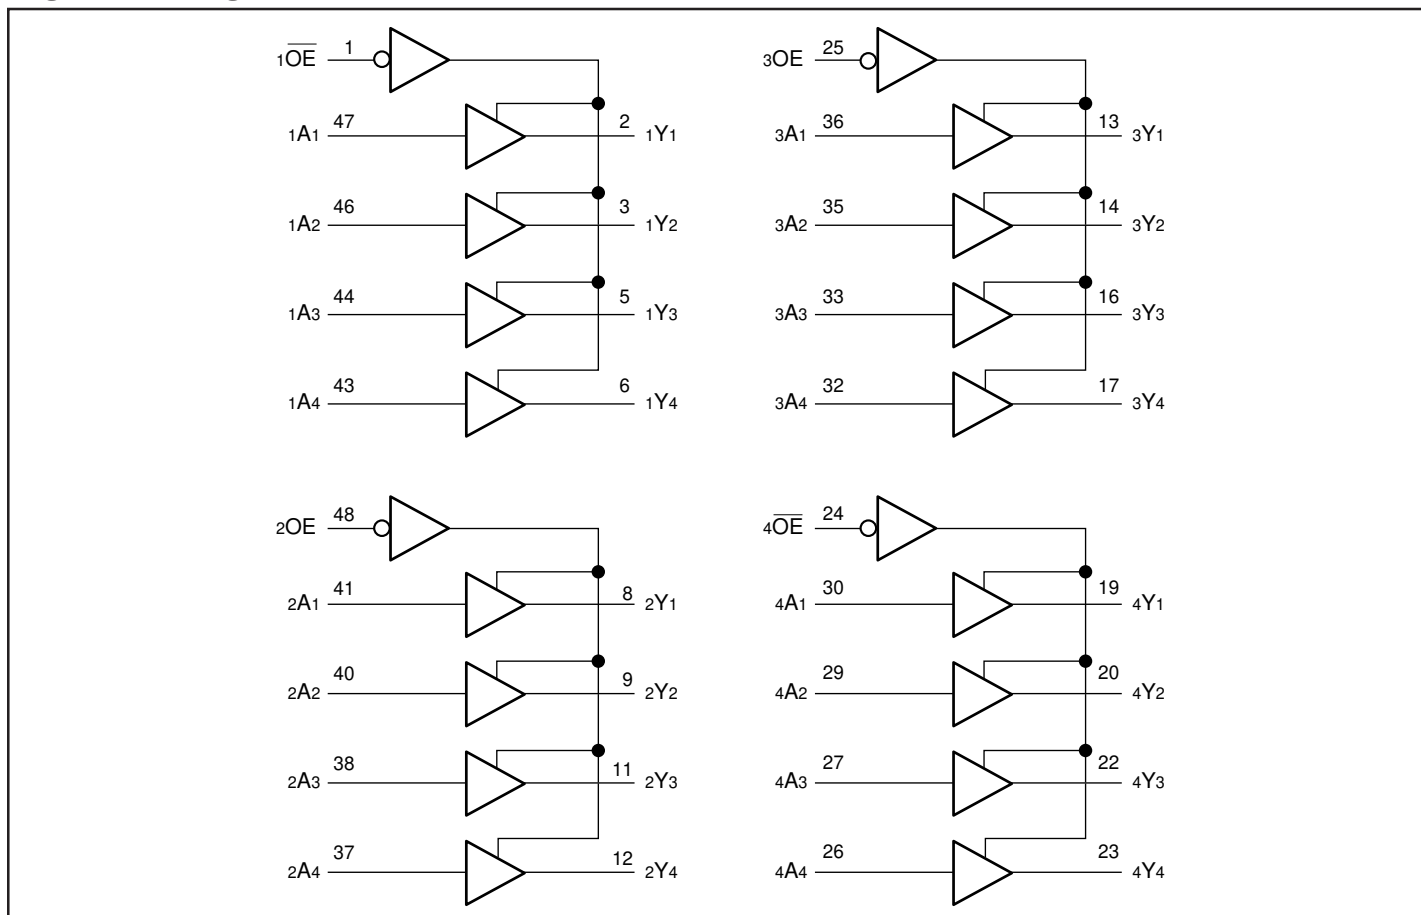 1O̅E̅ 1
1A1 47 2 1Y1
1A2 46 3 1Y2
1A3 44 5 1Y3
1A4 43 6 1Y4
3OE 25
3A1 36 13 3Y1
3A2 35 14 3Y2
3A3 33 16 3Y3
3A4 32 17 3Y4
2OE 48
2A1 41 8 2Y1
2A2 40 9 2Y2
2A3 38 11 2Y3
2A4 37 12 2Y4
4O̅E̅ 24
4A1 30 19 4Y1
4A2 29 20 4Y2
4A3 27 22 4Y3
4A4 26 23 4Y4